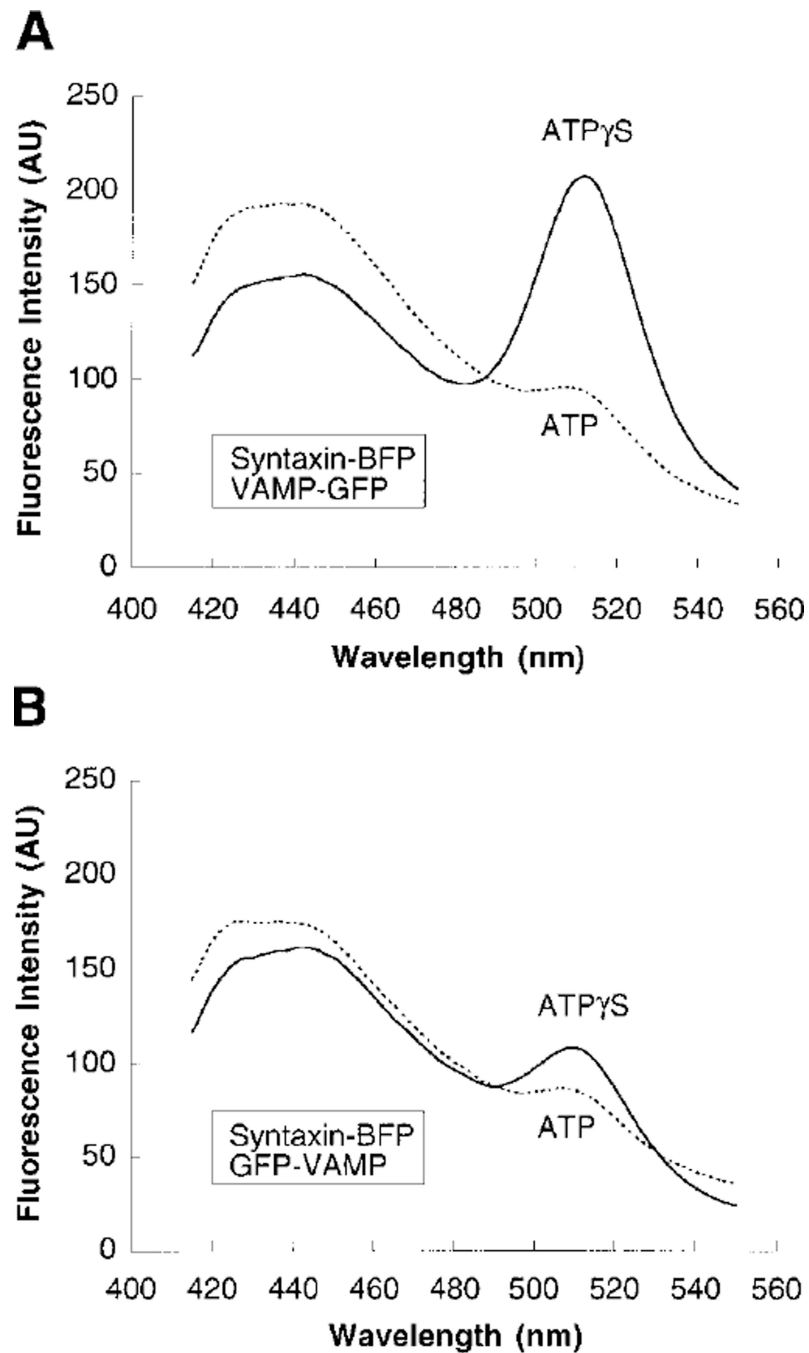 A
250
200
150
100
50
0
Fluorescence Intensity (AU)
ATPγS
ATP
Syntaxin-BFP
VAMP-GFP
400 420 440 460 480 500 520 540 560
Wavelength (nm)
B
250
200
150
100
50
0
Fluorescence Intensity (AU)
ATPγS
ATP
Syntaxin-BFP
GFP-VAMP
400 420 440 460 480 500 520 540 560
Wavelength (nm)